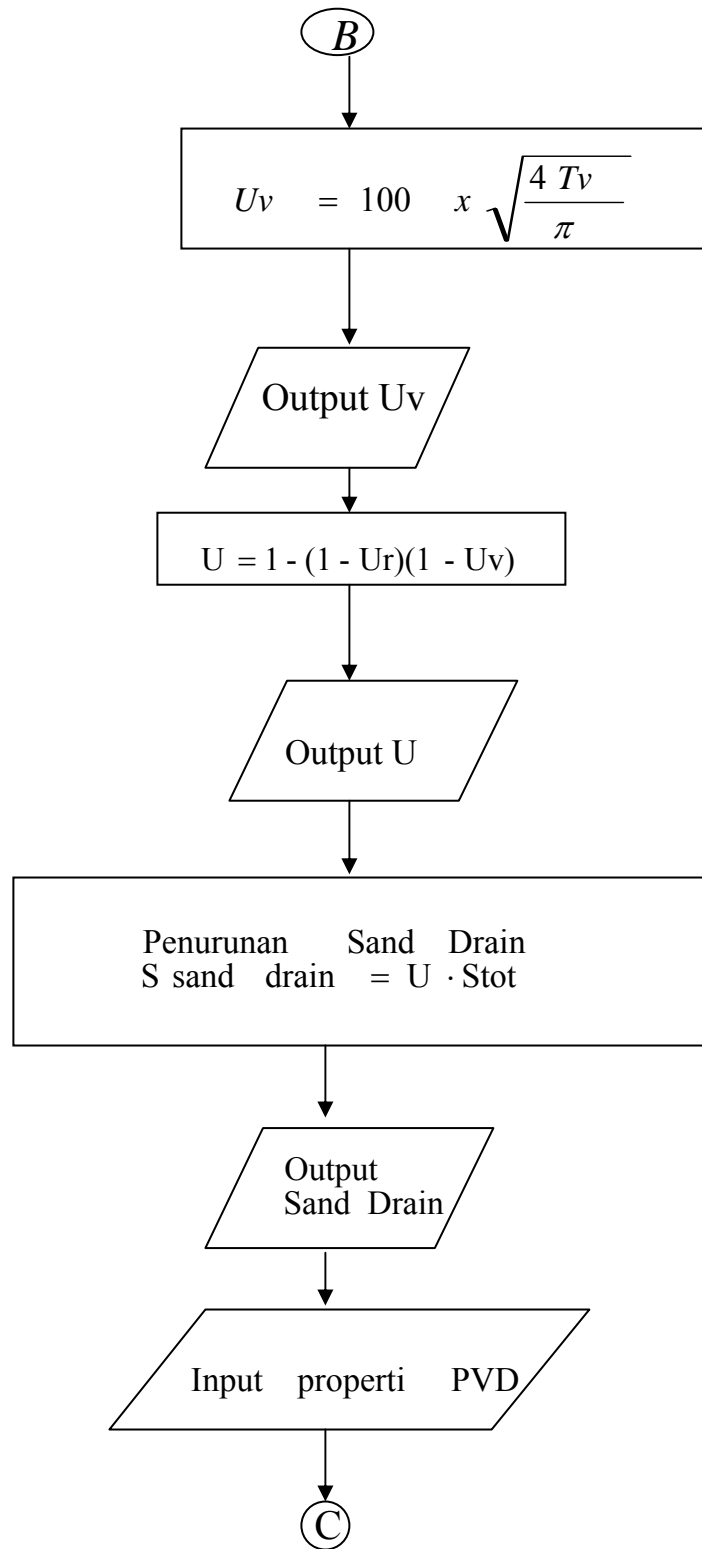 B
Uv = 100 x √(4 Tv / π)
Output Uv
U = 1 - (1 - Ur)(1 - Uv)
Output U
Penurunan Sand Drain
S sand drain = U · Stot
Output
Sand Drain
Input properti PVD
C